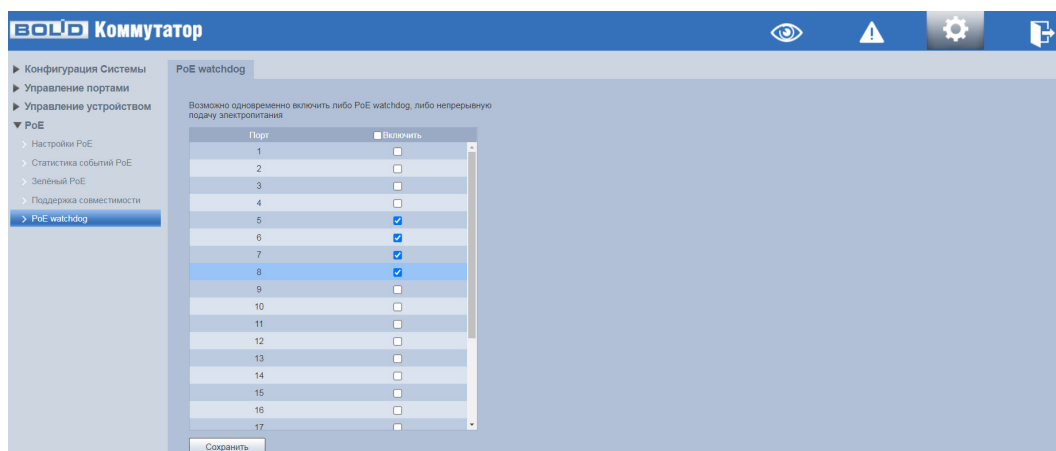 BOLID Коммутатор
Конфигурация Системы
Управление портами
Управление устройством
PoE
Настройки PoE
Статистика событий PoE
Зелёный PoE
Поддержка совместимости
PoE watchdog
PoE watchdog
Возможно одновременно включить либо PoE watchdog, либо непрерывную
подачу электропитания
Порт Включить
1
2
3
4
5
6
7
8
9
10
11
12
13
14
15
16
17
Сохранить